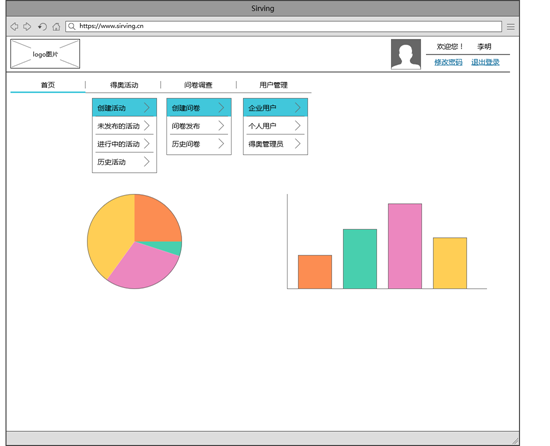 Sirving
https://www.sirving.cn
logo图片
欢迎您！ 李明
修改密码 退出登录
首页 得奥活动 问卷调查 用户管理
创建活动 创建问卷 企业用户
未发布的活动 问卷发布 个人用户
进行中的活动 历史问卷 得奥管理员
历史活动